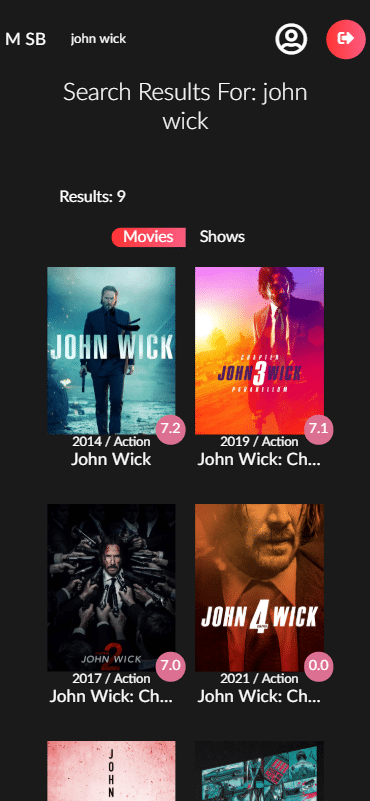 M SB
john wick
Search Results For: john
wick
Results: 9
Movies
Shows
JOHN WICK
7.2
2014 / Action
John Wick
CHAPTER
JOHN 3 WICK
PARABELLUM
7.1
2019 / Action
John Wick: Ch...
2
JOHN WICK
7.0
2017 / Action
John Wick: Ch...
JOHN 4 WICK
0.0
2021 / Action
John Wick: Ch...
JOHN